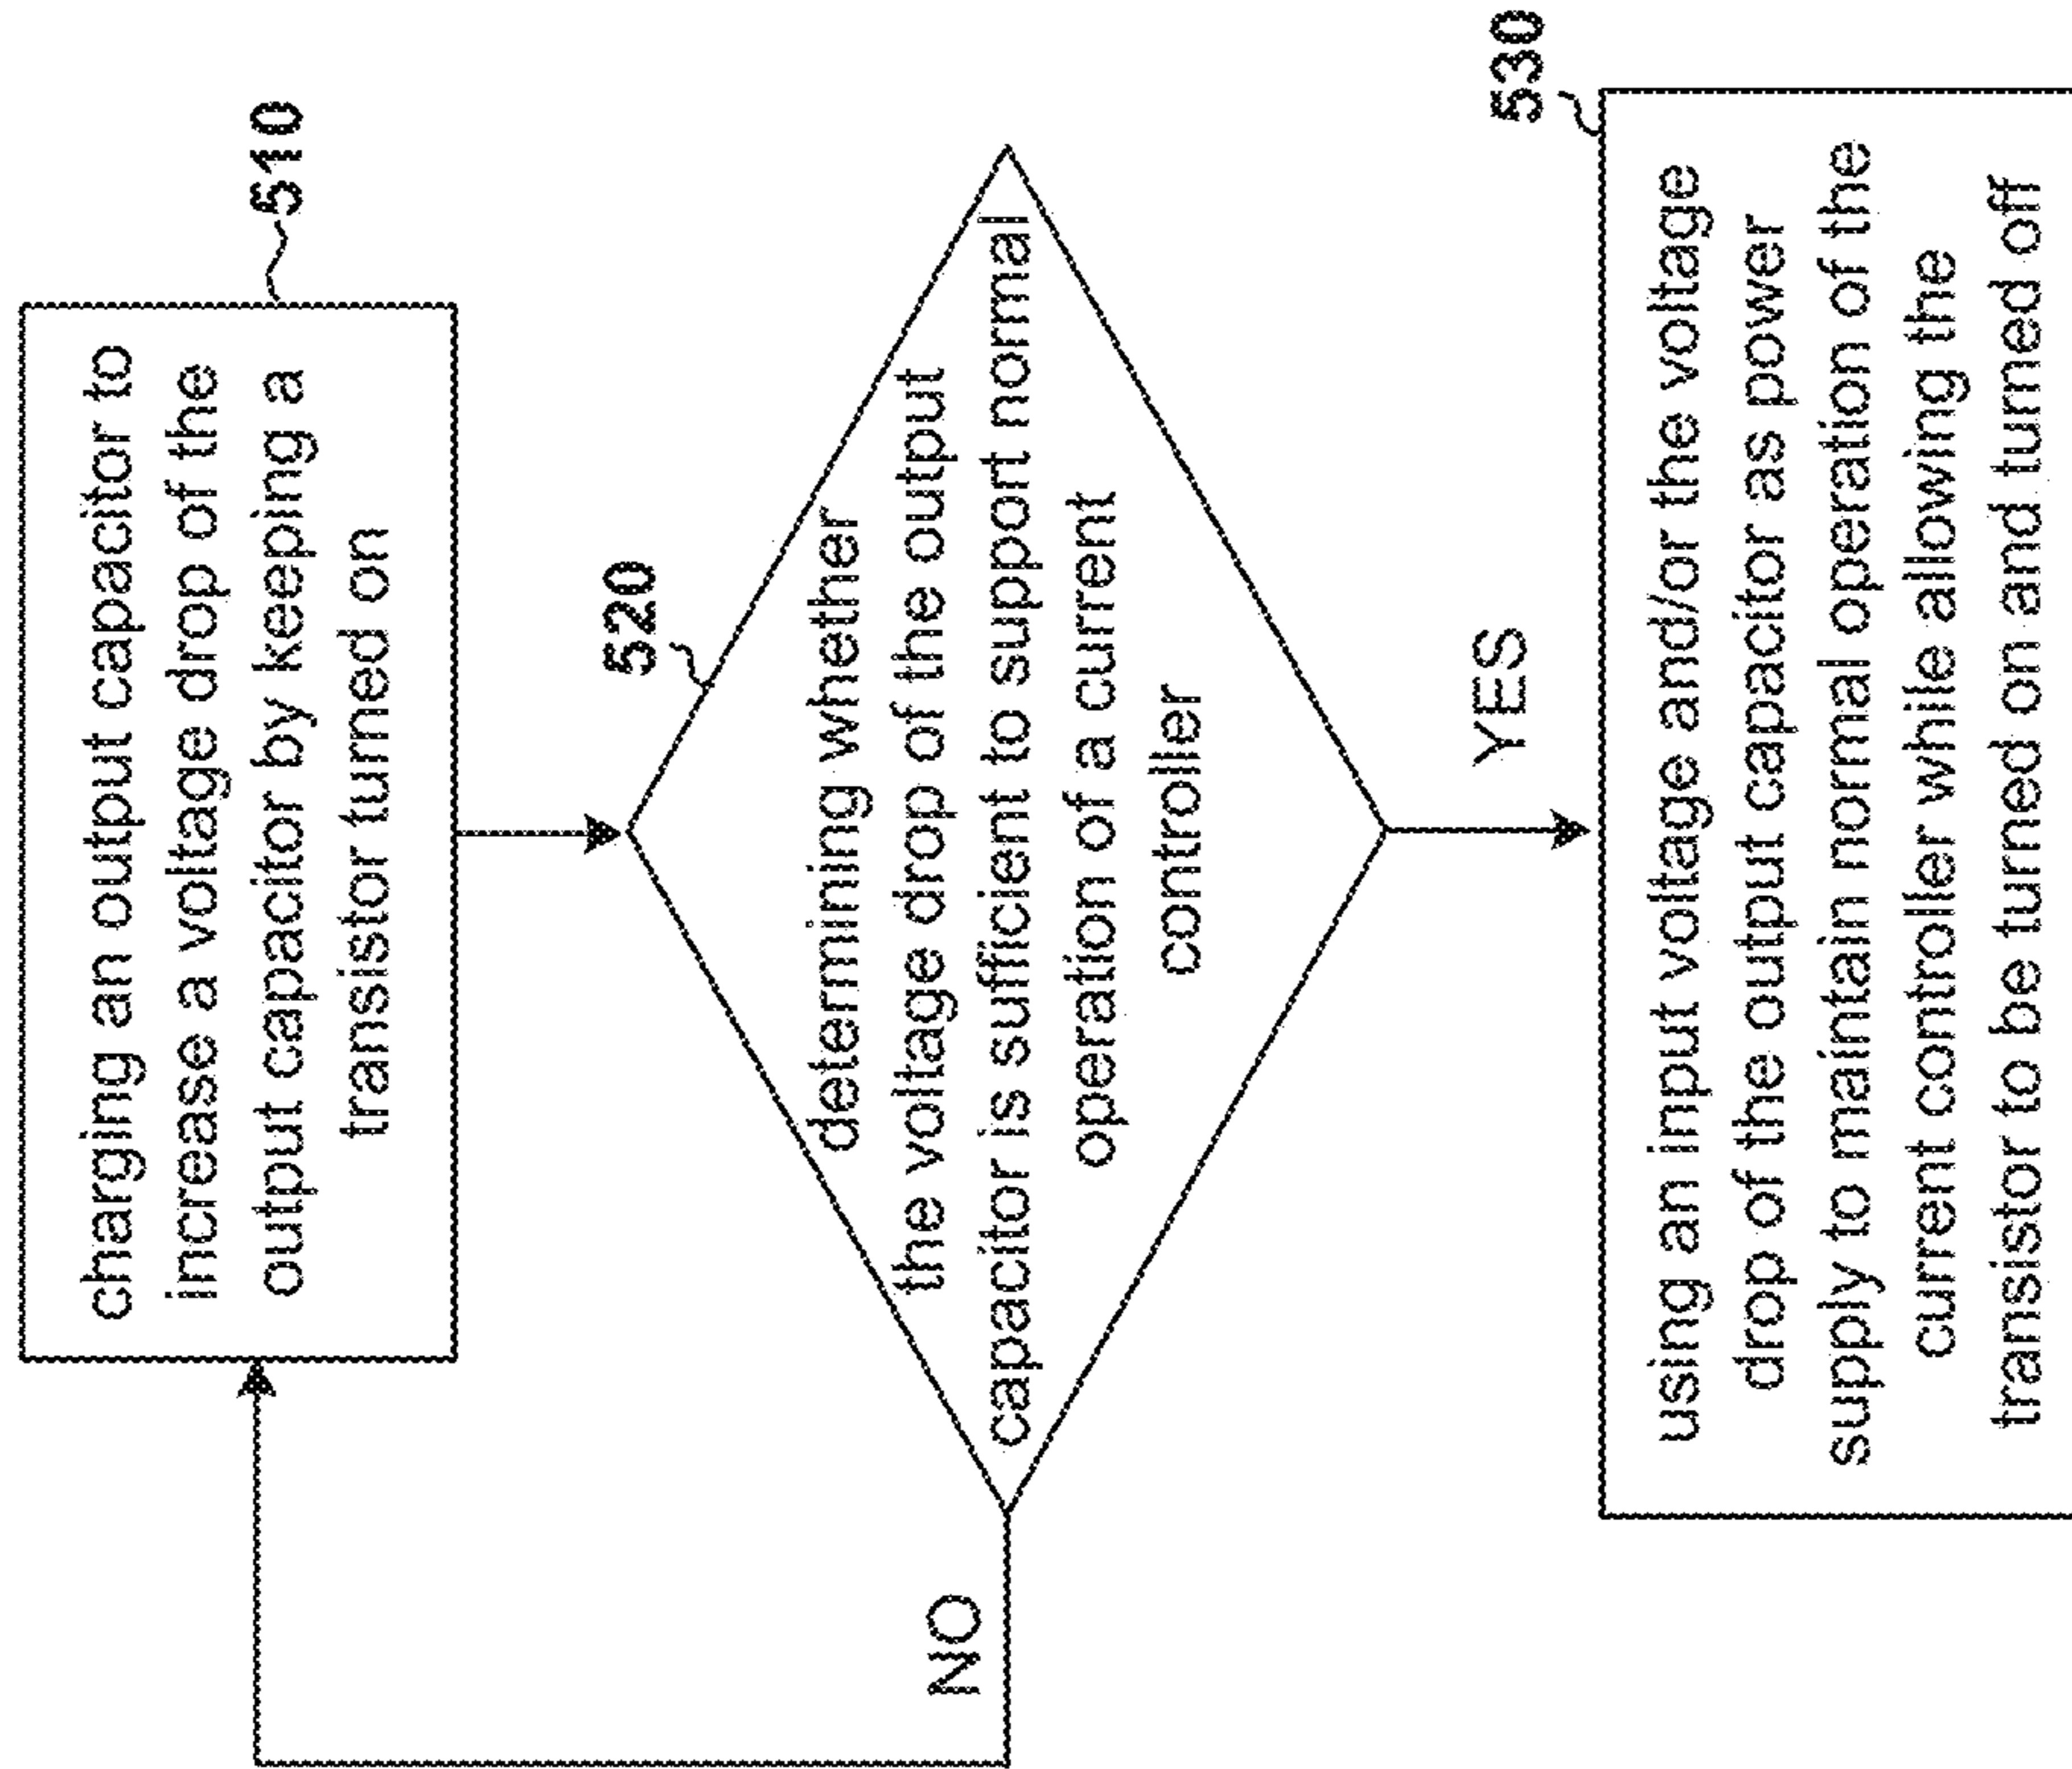 charging an output capacitor to
increase a voltage drop of the
output capacitor by keeping a
transistor turned on
510
520
determining whether
the voltage drop of the output
capacitor is sufficient to support normal
operation of a current
controller
NO
YES
530
using an input voltage and/or the voltage
drop of the output capacitor as power
supply to maintain normal operation of the
current controller while allowing the
transistor to be turned on and turned off